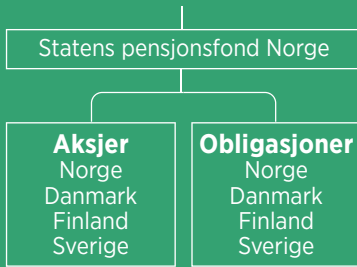 Statens pensjonsfond Norge
Aksjer
Norge
Danmark
Finland
Sverige
Obligasjoner
Norge
Danmark
Finland
Sverige